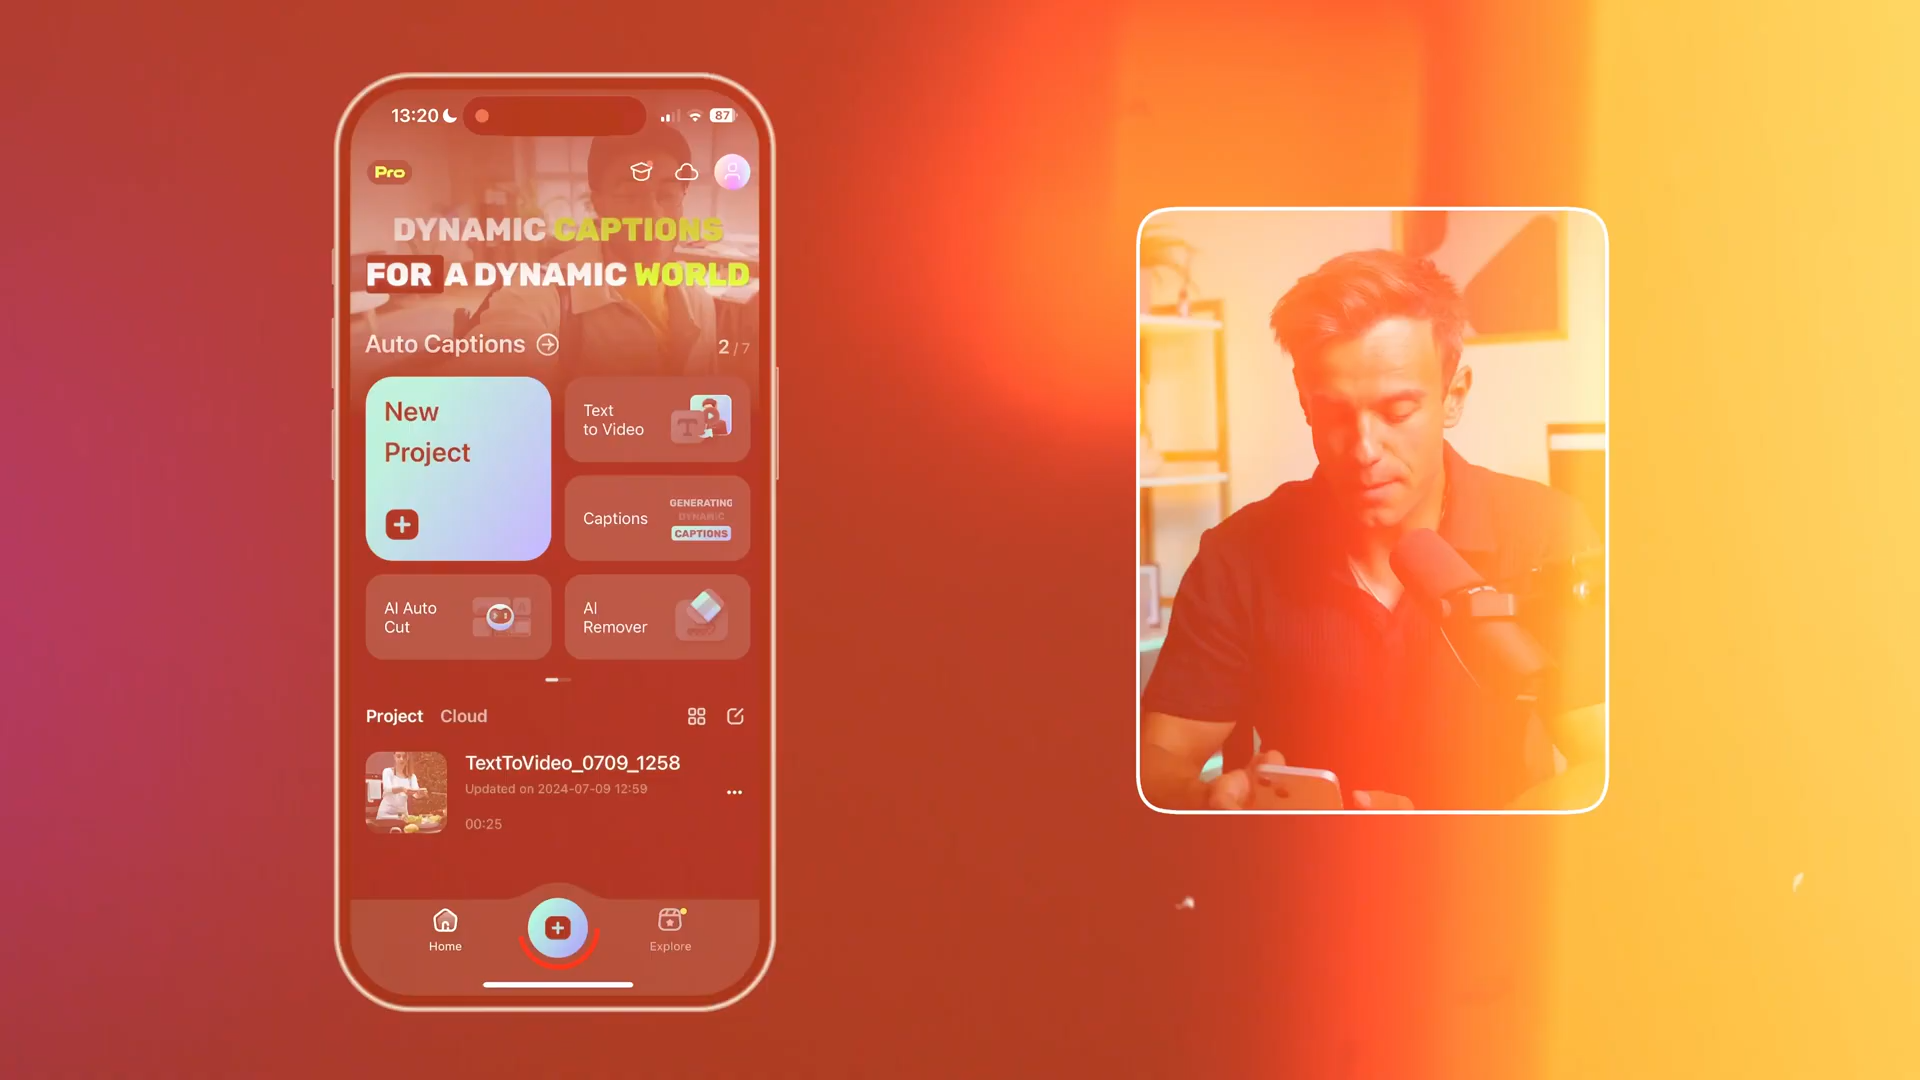 13:20
87
Pro
DYNAMIC CAPTIONS
FOR A DYNAMIC WORLD
Auto Captions
2 / 7
New
Project
Text
to Video
T
Captions
GENERATING
DYNAMIC
CAPTIONS
AI Auto
Cut
AI
Remover
Project Cloud
TextToVideo_0709_1258
Updated on 2024-07-09 12:59
00:25
Home
Explore